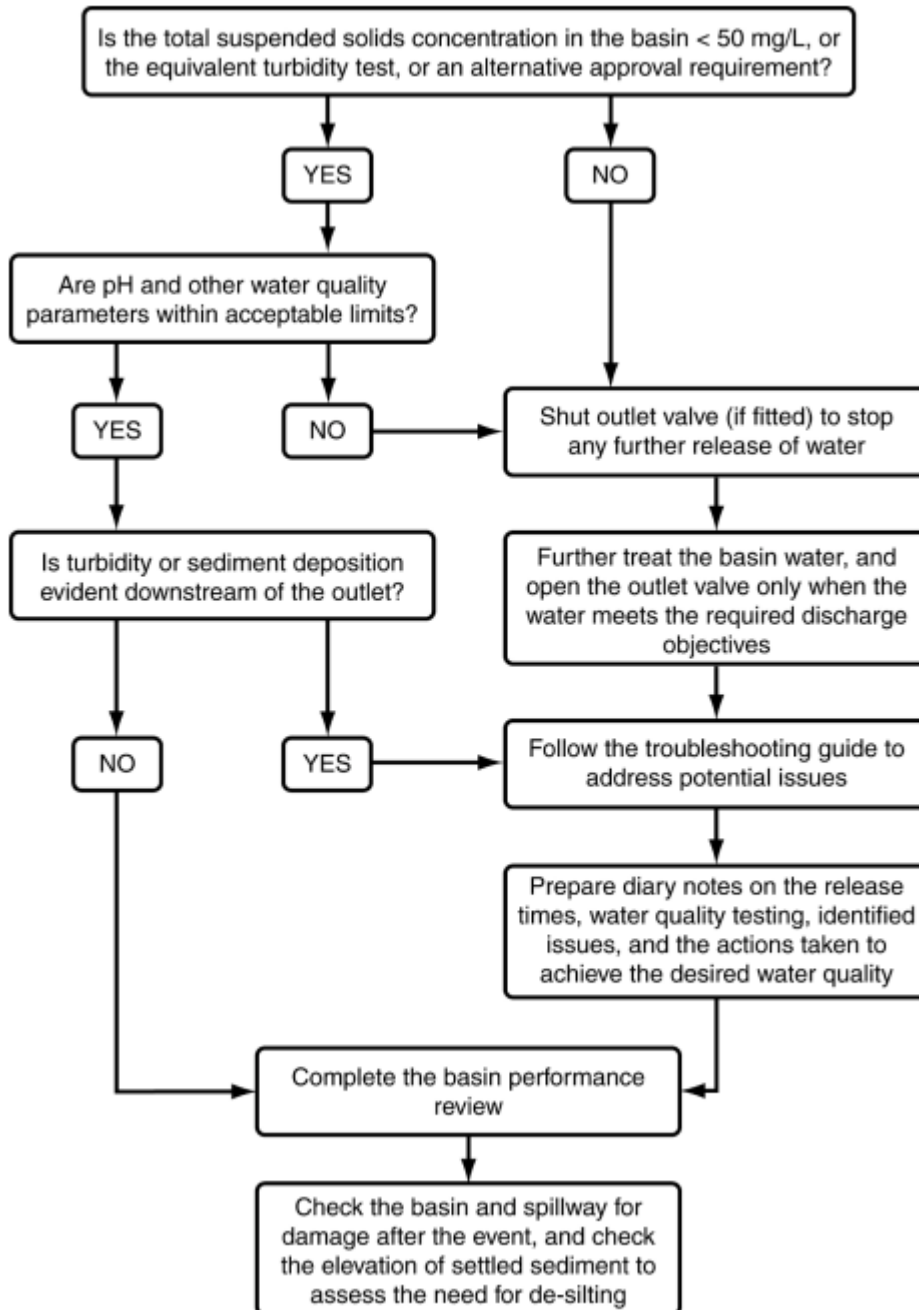 Is the total suspended solids concentration in the basin < 50 mg/L, or
the equivalent turbidity test, or an alternative approval requirement?
YES
NO
Are pH and other water quality
parameters within acceptable limits?
YES
NO
Shut outlet valve (if fitted) to stop
any further release of water
Is turbidity or sediment deposition
evident downstream of the outlet?
Further treat the basin water, and
open the outlet valve only when the
water meets the required discharge
objectives
NO
YES
Follow the troubleshooting guide to
address potential issues
Prepare diary notes on the release
times, water quality testing, identified
issues, and the actions taken to
achieve the desired water quality
Complete the basin performance
review
Check the basin and spillway for
damage after the event, and check
the elevation of settled sediment to
assess the need for de-silting